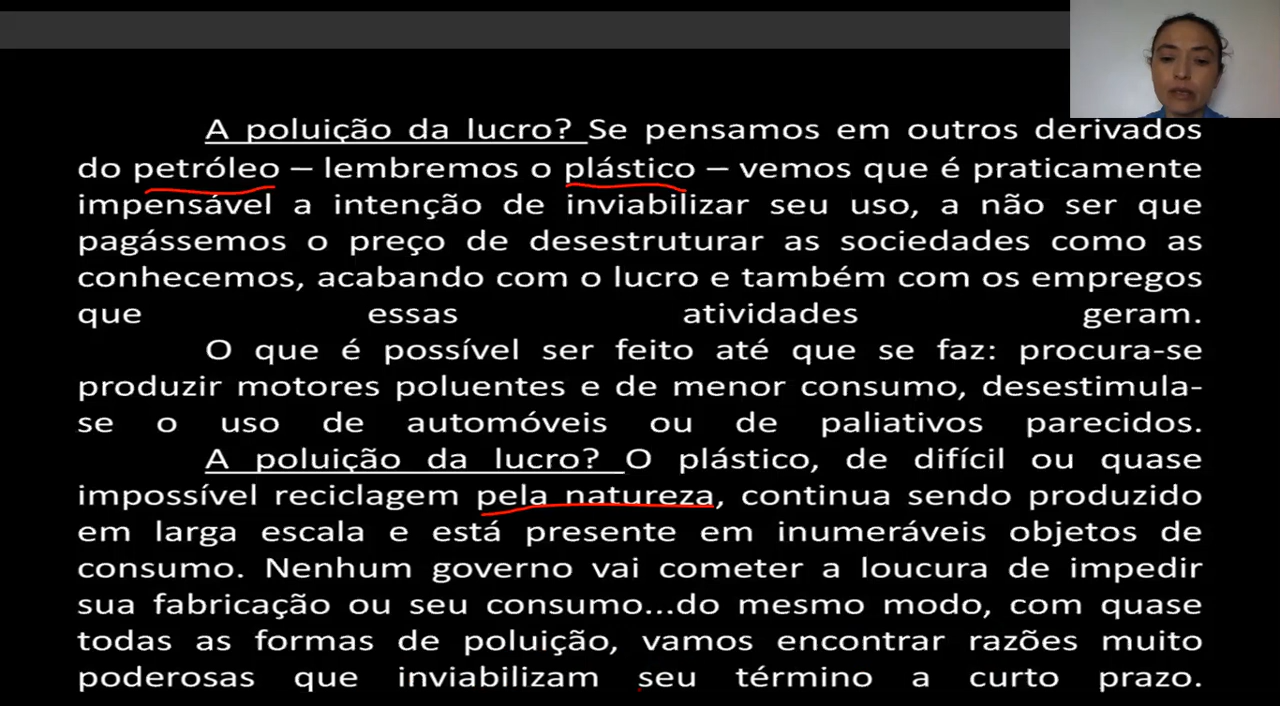 A poluição da lucro? Se pensamos em outros derivados
do petróleo – lembremos o plástico – vemos que é praticamente
impensável a intenção de inviabilizar seu uso, a não ser que
pagássemos o preço de desestruturar as sociedades como as
conhecemos, acabando com o lucro e também com os empregos
que essas atividades geram.
O que é possível ser feito até que se faz: procura-se
produzir motores poluentes e de menor consumo, desestimula-
se o uso de automóveis ou de paliativos parecidos.
A poluição da lucro? O plástico, de difícil ou quase
impossível reciclagem pela natureza, continua sendo produzido
em larga escala e está presente em inumeráveis objetos de
consumo. Nenhum governo vai cometer a loucura de impedir
sua fabricação ou seu consumo...do mesmo modo, com quase
todas as formas de poluição, vamos encontrar razões muito
poderosas que inviabilizam seu término a curto prazo.